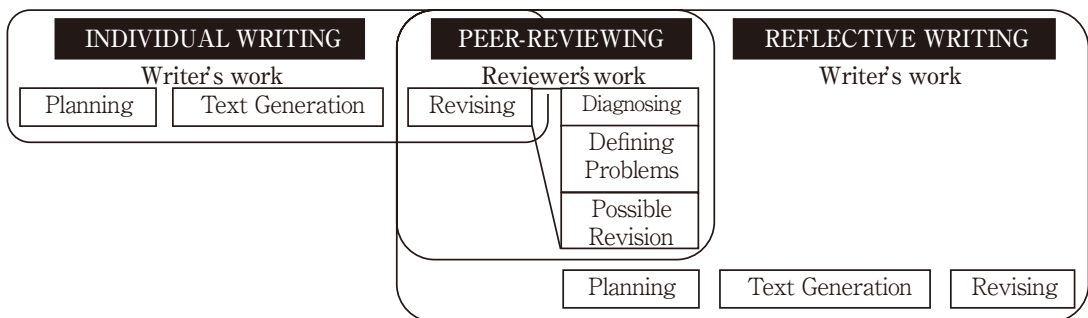 INDIVIDUAL WRITING
PEER-REVIEWING
REFLECTIVE WRITING
Writer's work
Reviewer's work
Writer's work
Planning
Text Generation
Revising
Diagnosing
Defining
Problems
Possible
Revision
Planning
Text Generation
Revising